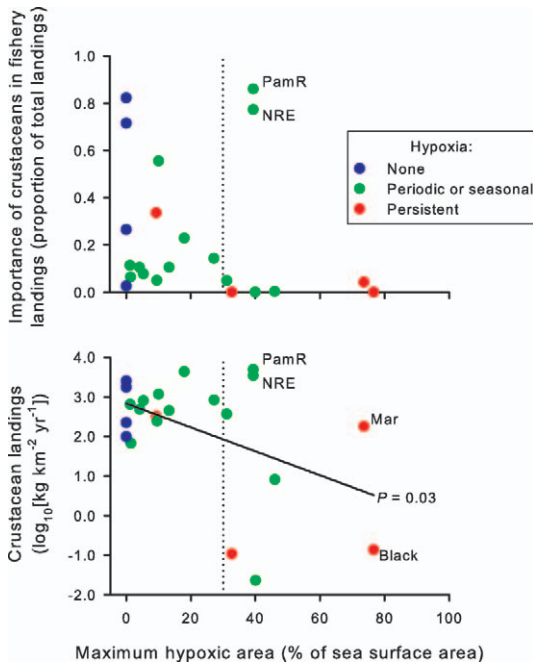 Importance of crustaceans in fishery
landings (proportion of total landings)
1.0
0.8
0.6
0.4
0.2
0.0
PamR
NRE
Hypoxia:
None
Periodic or seasonal
Persistent
Crustacean landings
(log₁₀[kg km⁻² yr⁻¹])
4.0
3.0
2.0
1.0
0.0
-1.0
-2.0
PamR
NRE
Mar
P = 0.03
Black
0 20 40 60 80 100
Maximum hypoxic area (% of sea surface area)